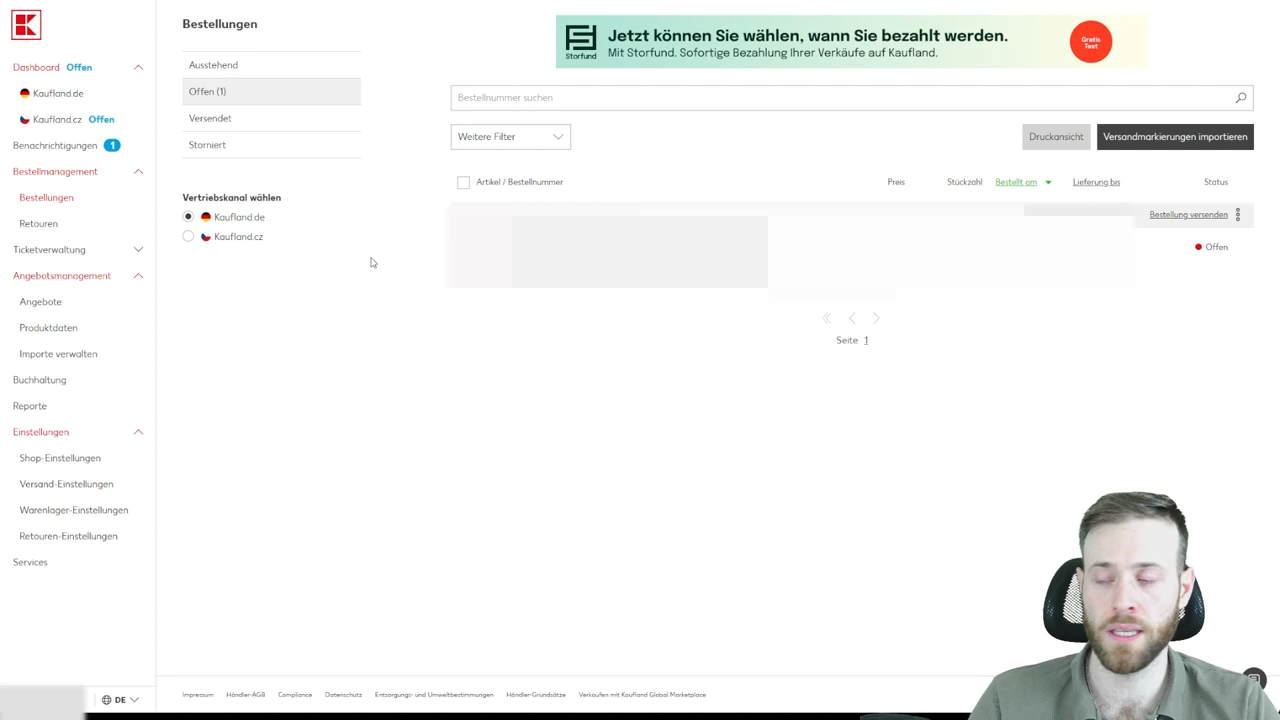 Dashboard Offen
Kaufland.de
Kaufland.cz Offen
Benachrichtigungen 1
Bestellmanagement
Bestellungen
Retouren
Ticketverwaltung
Angebotsmanagement
Angebote
Produktdaten
Importe verwalten
Buchhaltung
Reporte
Einstellungen
Shop-Einstellungen
Versand-Einstellungen
Warenlager-Einstellungen
Retouren-Einstellungen
Services
DE
Bestellungen
Ausstehend
Offen (1)
Versendet
Storniert
Vertriebskanal wählen
Kaufland.de
Kaufland.cz
Storfund
Jetzt können Sie wählen, wann Sie bezahlt werden.
Mit Storfund. Sofortige Bezahlung Ihrer Verkäufe auf Kaufland.
Gratis
Test
Bestellnummer suchen
Weitere Filter
Druckansicht
Versandmarkierungen importieren
Artikel / Bestellnummer Preis Stückzahl Bestellt am Lieferung bis Status
Bestellung versenden
Offen
Seite 1
Impressum Händler-AGB Compliance Datenschutz Entsorgungs- und Umweltbestimmungen Händler-Grundsätze Verkaufen mit Kaufland Global Marketplace